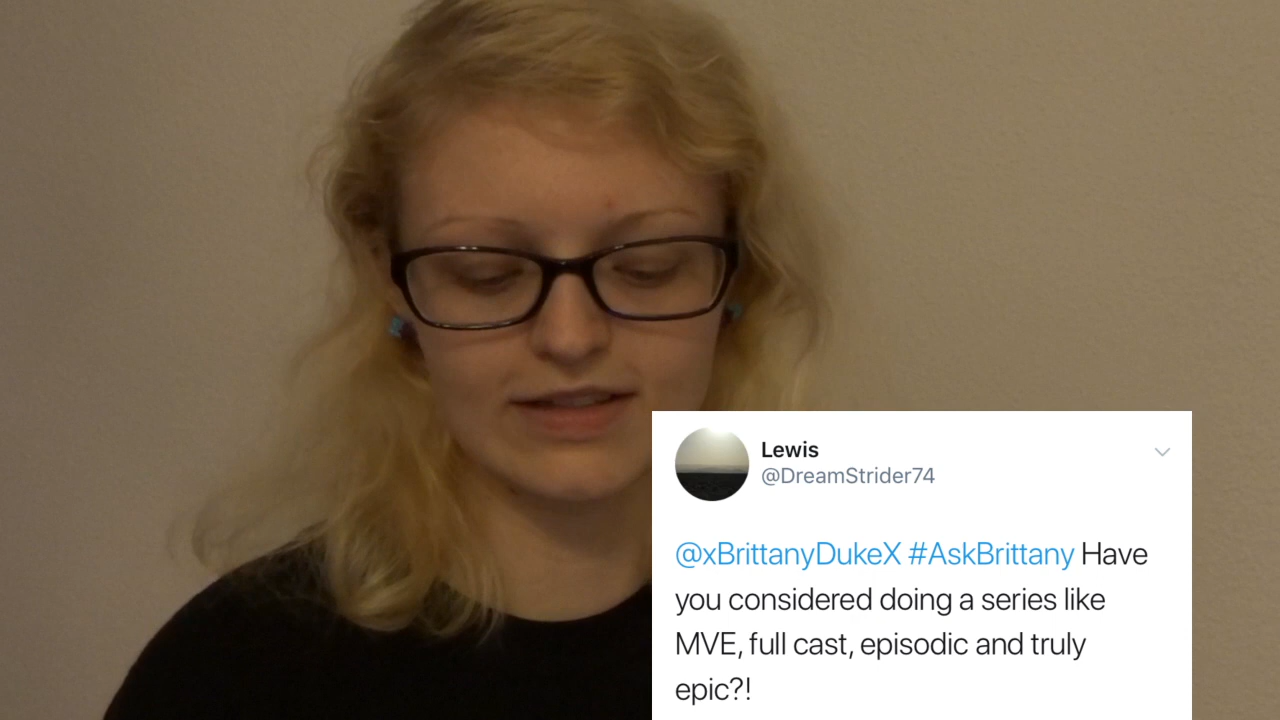 Lewis
@DreamStrider74
@xBrittanyDukeX #AskBrittany Have
you considered doing a series like
MVE, full cast, episodic and truly
epic?!